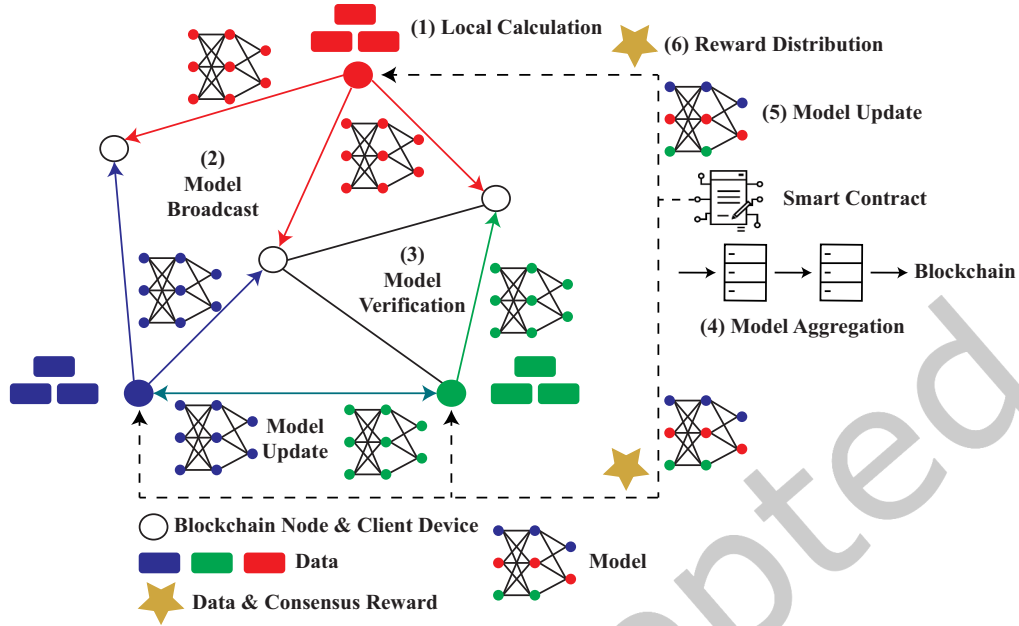 (1) Local Calculation
(6) Reward Distribution
(5) Model Update
(2)
Model
Broadcast
Smart Contract
(3)
Model
Verification
Blockchain
(4) Model Aggregation
Model
Update
Blockchain Node & Client Device
Data
Model
Data & Consensus Reward